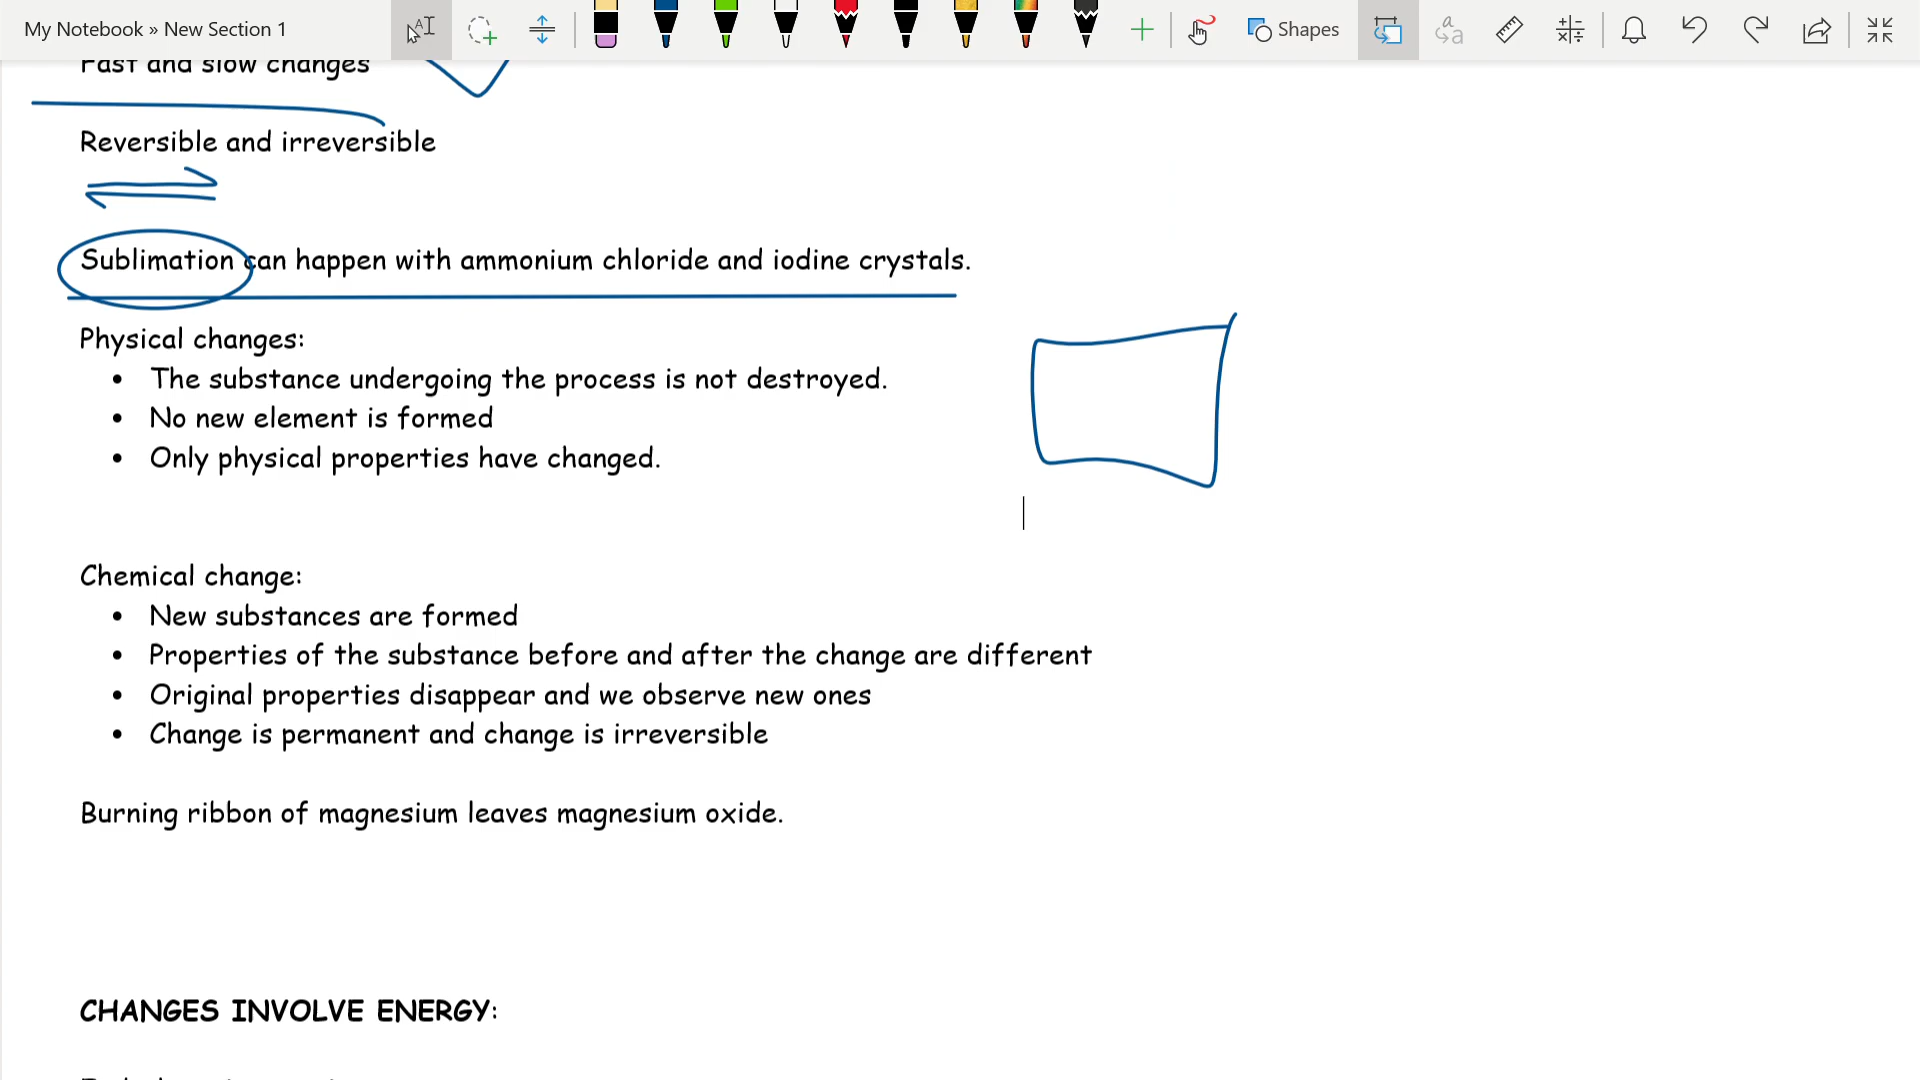 My Notebook » New Section 1
Shapes
Fast and slow changes
Reversible and irreversible
Sublimation can happen with ammonium chloride and iodine crystals.
Physical changes:
• The substance undergoing the process is not destroyed.
• No new element is formed
• Only physical properties have changed.
Chemical change:
• New substances are formed
• Properties of the substance before and after the change are different
• Original properties disappear and we observe new ones
• Change is permanent and change is irreversible
Burning ribbon of magnesium leaves magnesium oxide.
CHANGES INVOLVE ENERGY: